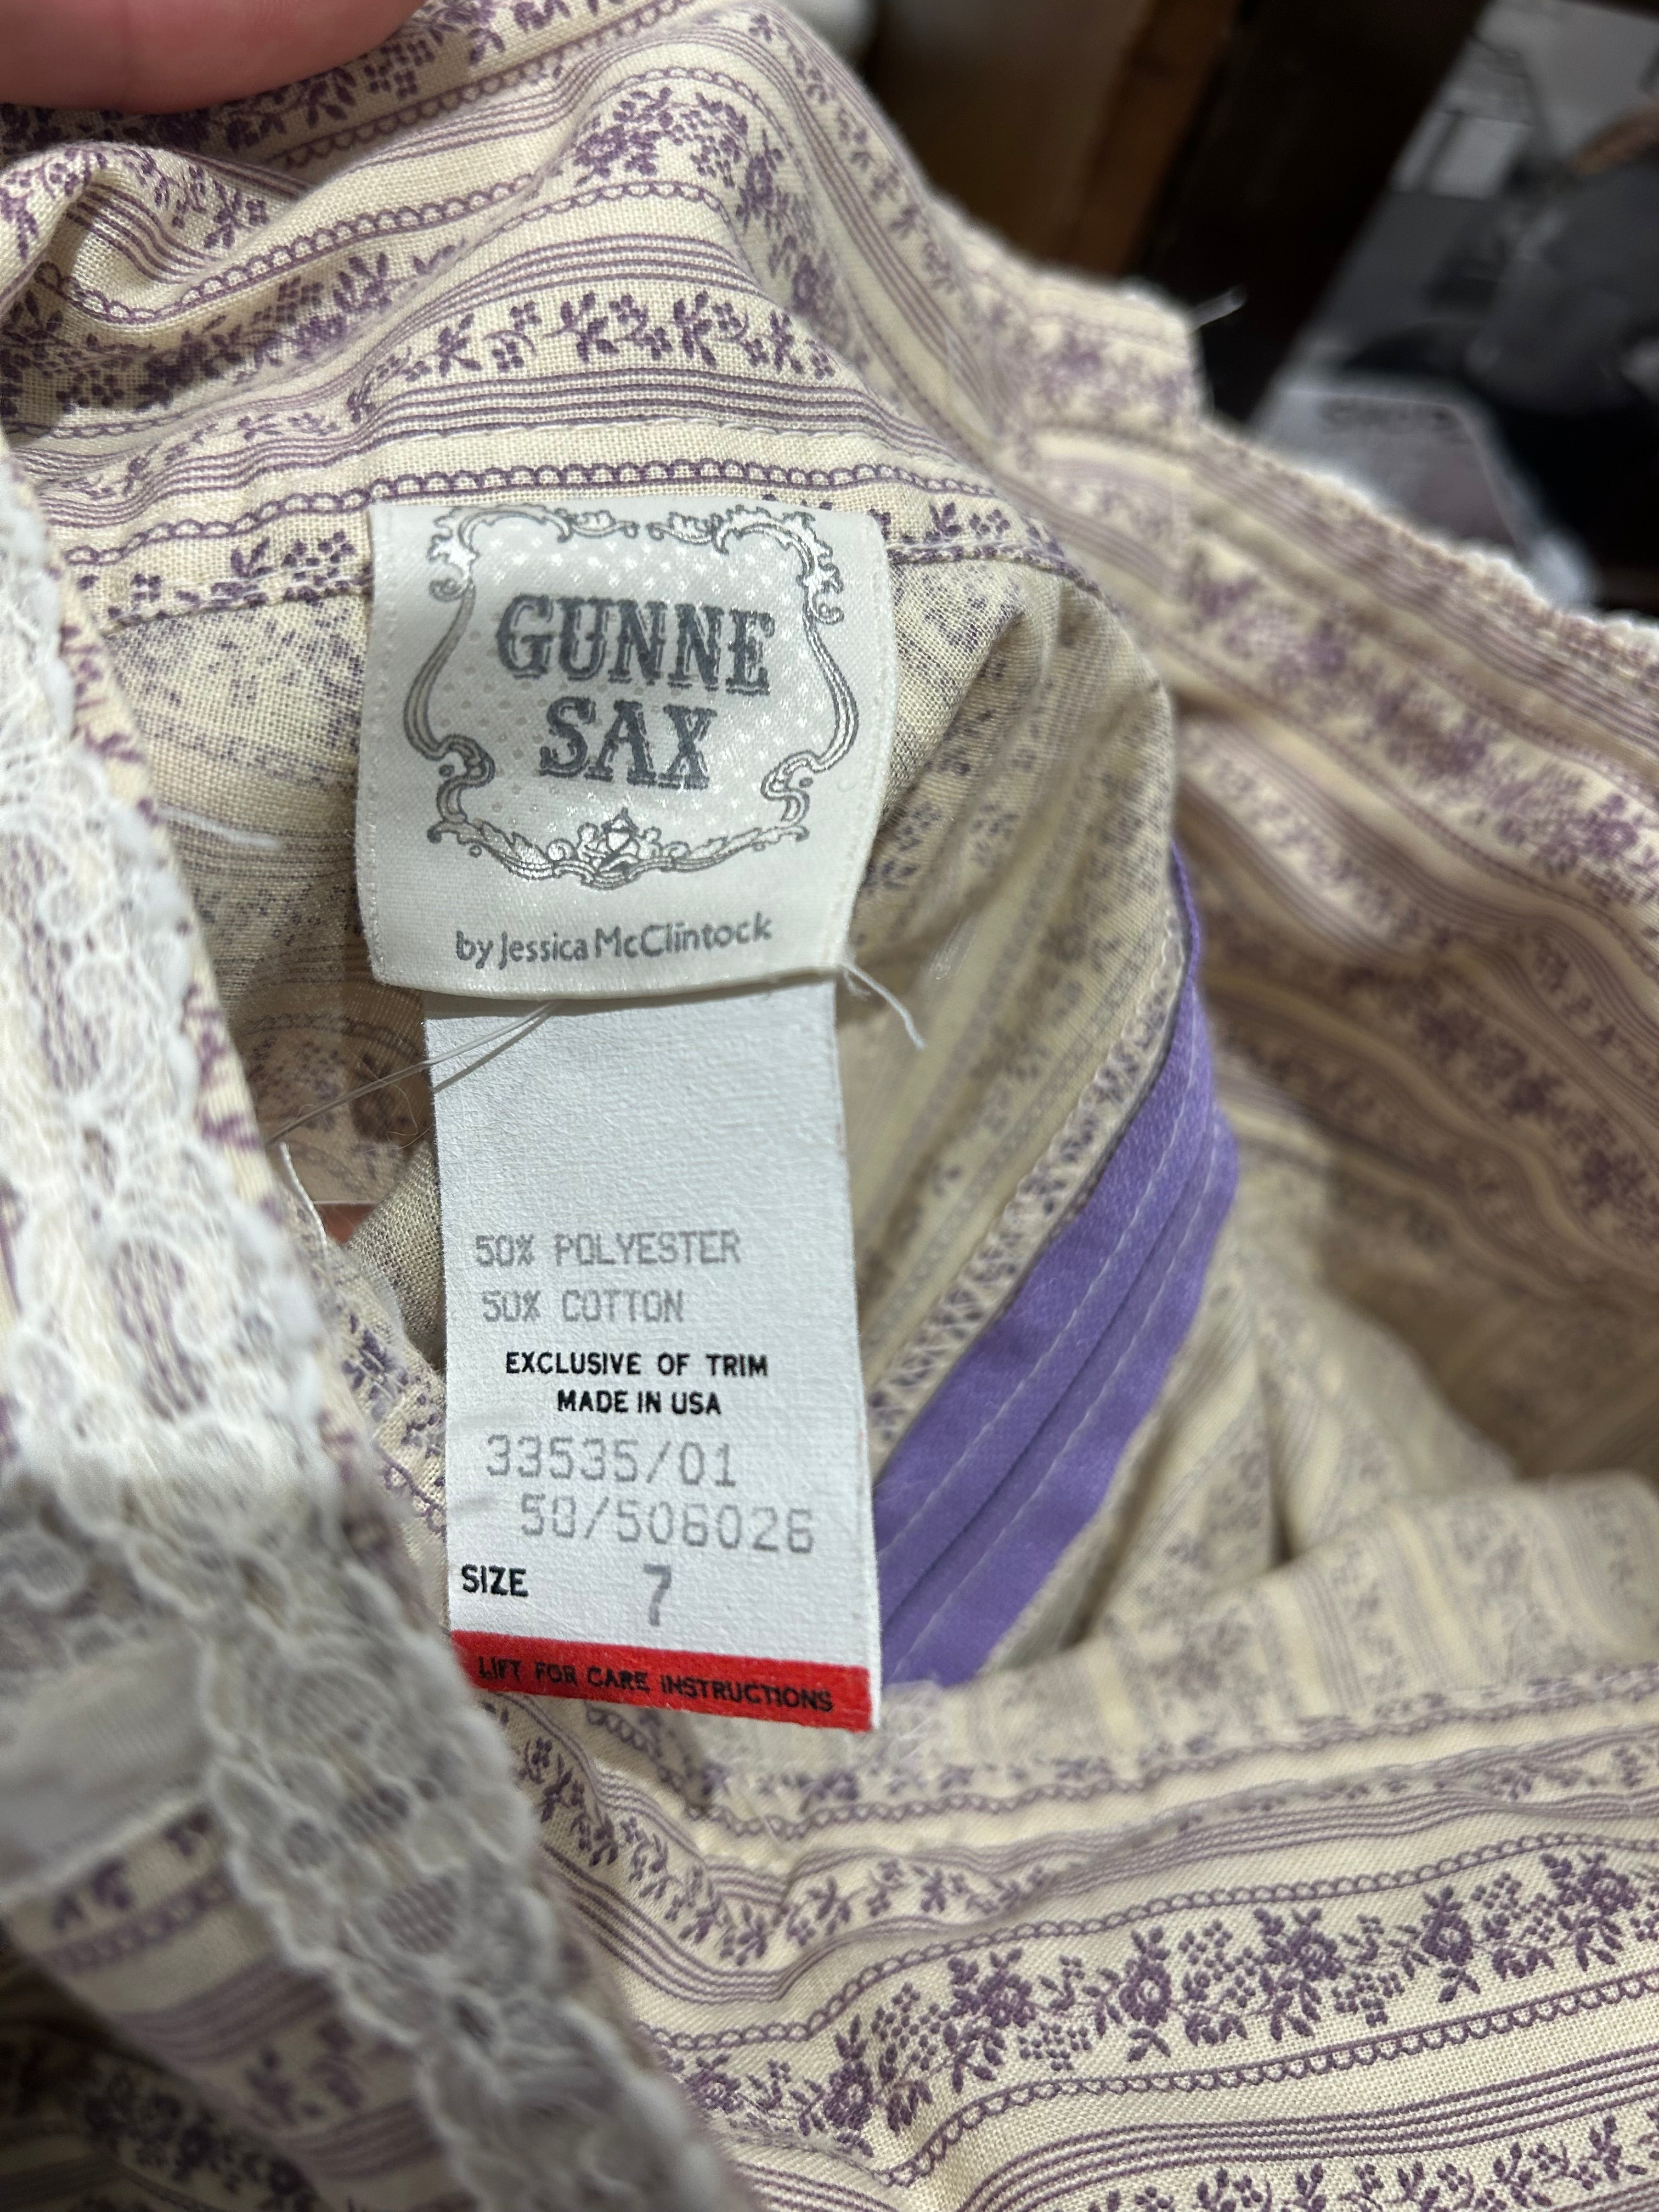 GUNNE
SAX
by Jessica McClintock
50% POLYESTER
50% COTTON
EXCLUSIVE OF TRIM
MADE IN USA
33535/01
50/506026
SIZE 7
LIFT FOR CARE INSTRUCTIONS